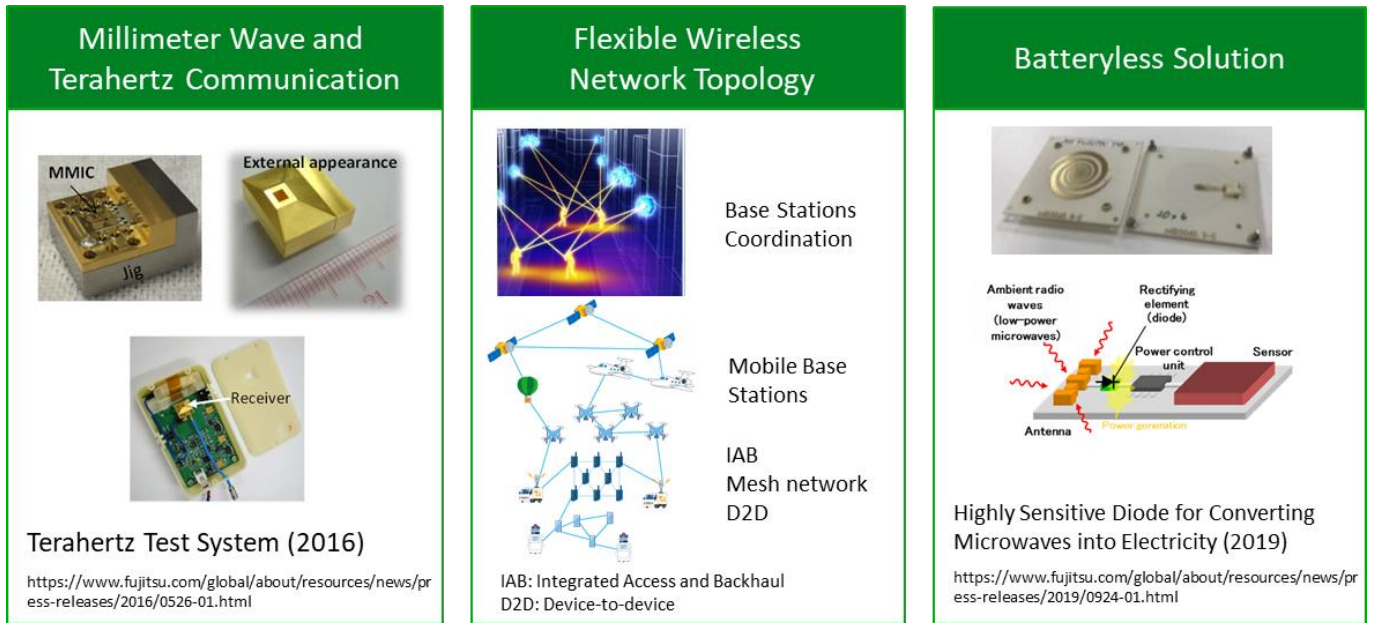 Millimeter Wave and
Terahertz Communication
MMIC
Jig
External appearance
Receiver
Terahertz Test System (2016)
https://www.fujitsu.com/global/about/resources/news/pr
ess-releases/2016/0526-01.html
Flexible Wireless
Network Topology
Base Stations
Coordination
Mobile Base
Stations
IAB
Mesh network
D2D
IAB: Integrated Access and Backhaul
D2D: Device-to-device
Batteryless Solution
Ambient radio
waves
(low-power
microwaves)
Rectifying
element
(diode)
Power control
unit
Sensor
Antenna
Power generation
Highly Sensitive Diode for Converting
Microwaves into Electricity (2019)
https://www.fujitsu.com/global/about/resources/news/pr
ess-releases/2019/0924-01.html